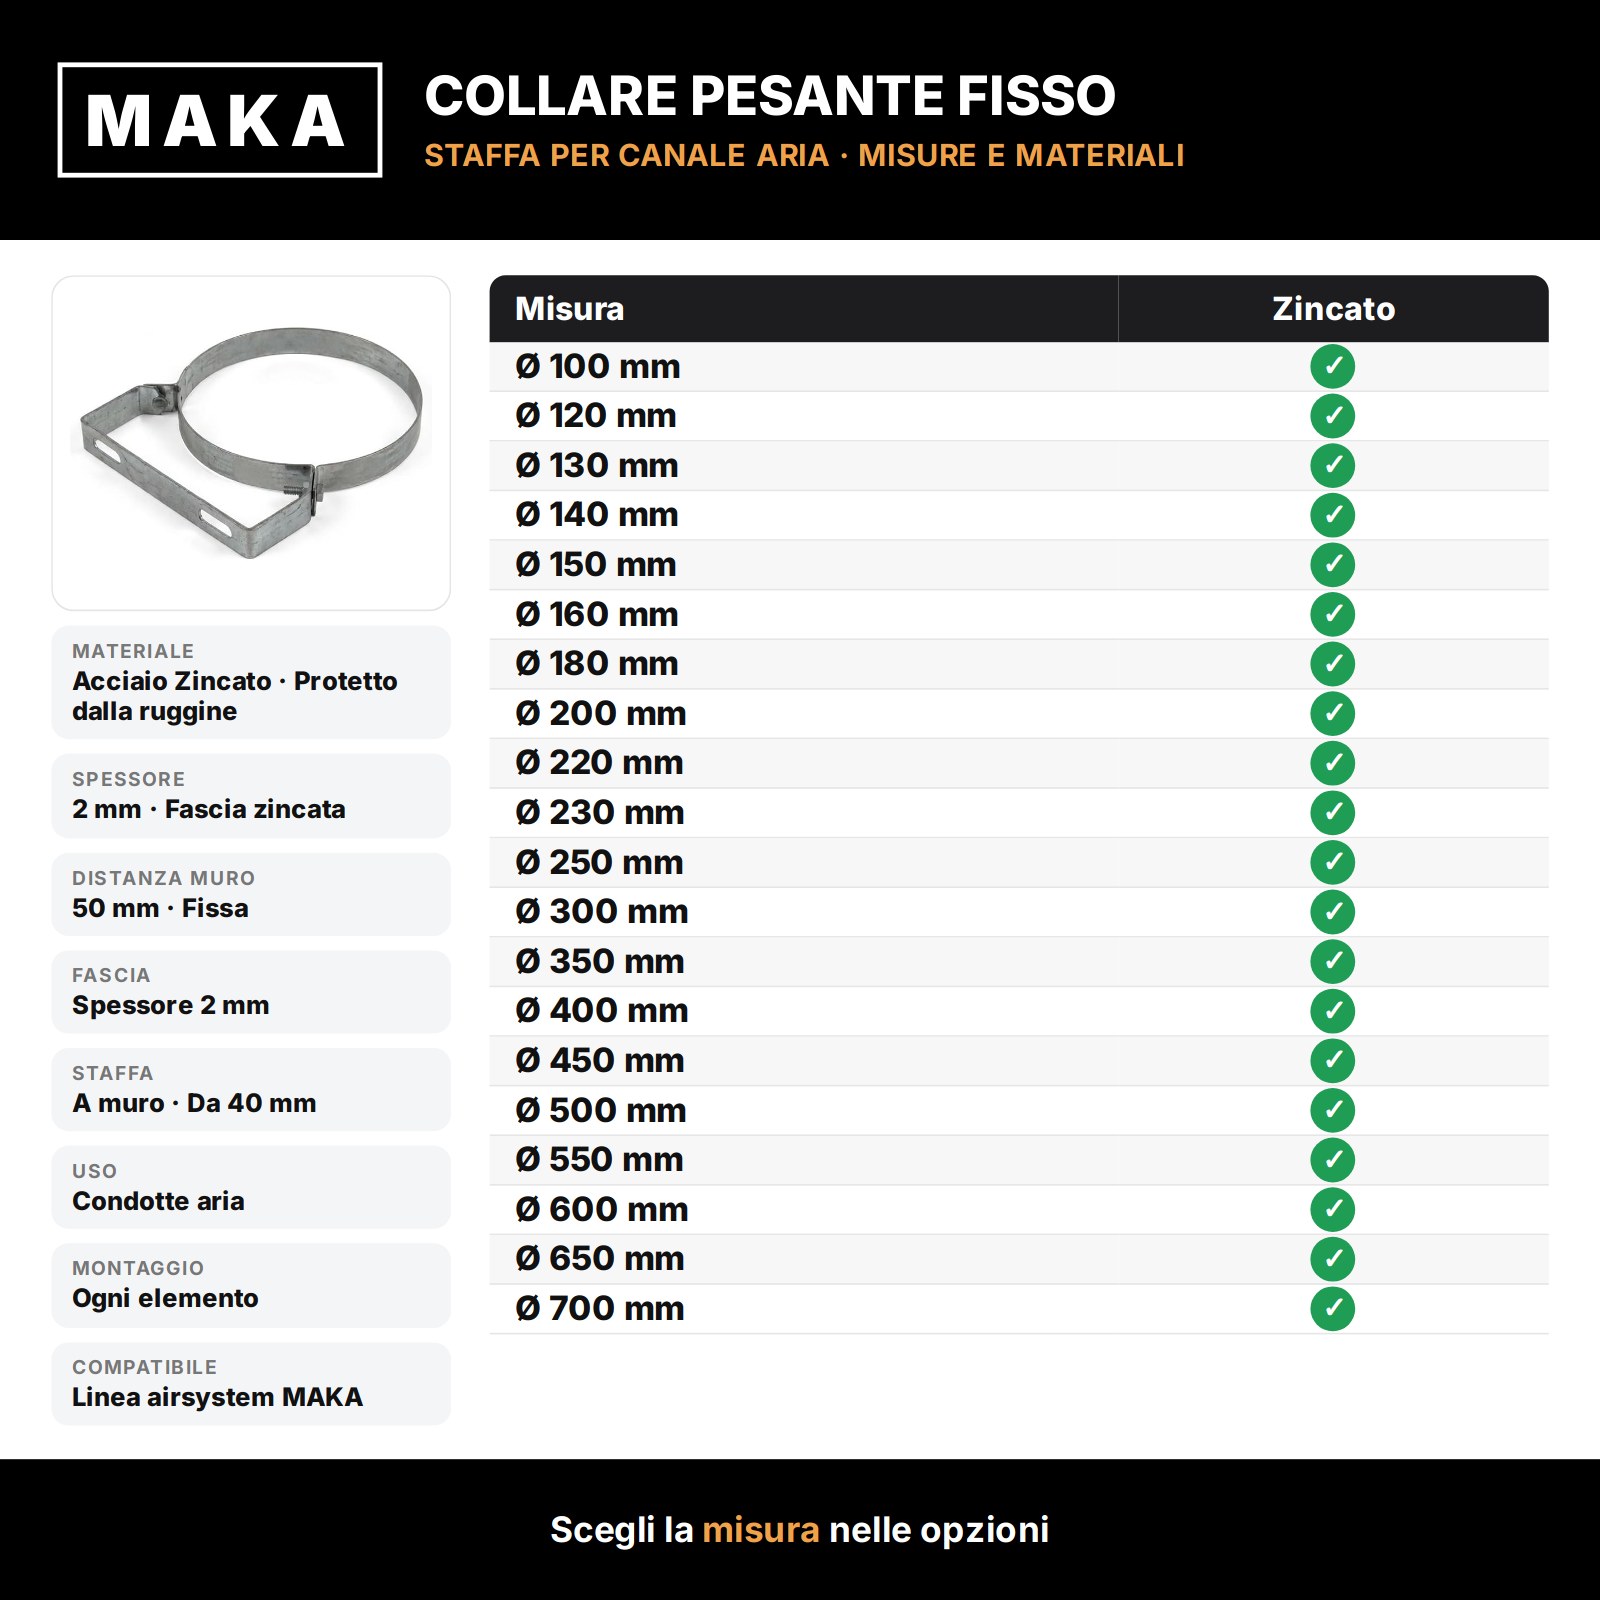 MAKA
COLLARE PESANTE FISSO
STAFFA PER CANALE ARIA · MISURE E MATERIALI
MATERIALE
Acciaio Zincato · Protetto
dalla ruggine
SPESSORE
2 mm · Fascia zincata
DISTANZA MURO
50 mm · Fissa
FASCIA
Spessore 2 mm
STAFFA
A muro · Da 40 mm
USO
Condotte aria
MONTAGGIO
Ogni elemento
COMPATIBILE
Linea airsystem MAKA
Misura Zincato
Ø 100 mm ✓
Ø 120 mm ✓
Ø 130 mm ✓
Ø 140 mm ✓
Ø 150 mm ✓
Ø 160 mm ✓
Ø 180 mm ✓
Ø 200 mm ✓
Ø 220 mm ✓
Ø 230 mm ✓
Ø 250 mm ✓
Ø 300 mm ✓
Ø 350 mm ✓
Ø 400 mm ✓
Ø 450 mm ✓
Ø 500 mm ✓
Ø 550 mm ✓
Ø 600 mm ✓
Ø 650 mm ✓
Ø 700 mm ✓
Scegli la misura nelle opzioni